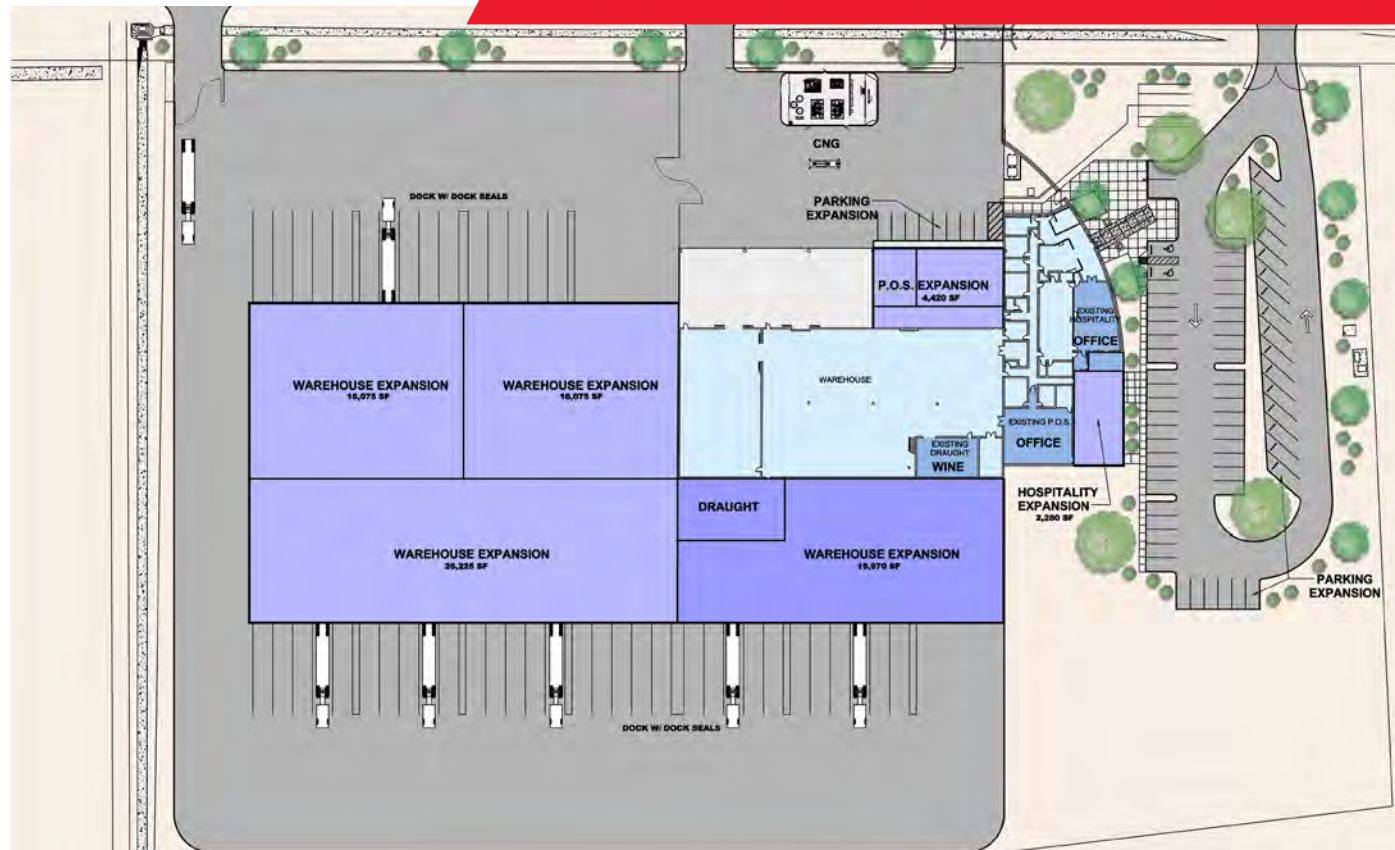 CNG
DOCK W/ DOCK SEALS
PARKING
EXPANSION
P.O.S. EXPANSION
4,420 SF
EXISTING
HOSPITALITY
OFFICE
WAREHOUSE EXPANSION
16,075 SF
WAREHOUSE EXPANSION
16,075 SF
WAREHOUSE
EXISTING P.O.S.
OFFICE
EXISTING
DRAUGHT
WINE
HOSPITALITY
EXPANSION
2,280 SF
DRAUGHT
WAREHOUSE EXPANSION
26,225 SF
WAREHOUSE EXPANSION
19,970 SF
PARKING
EXPANSION
DOCK W/ DOCK SEALS